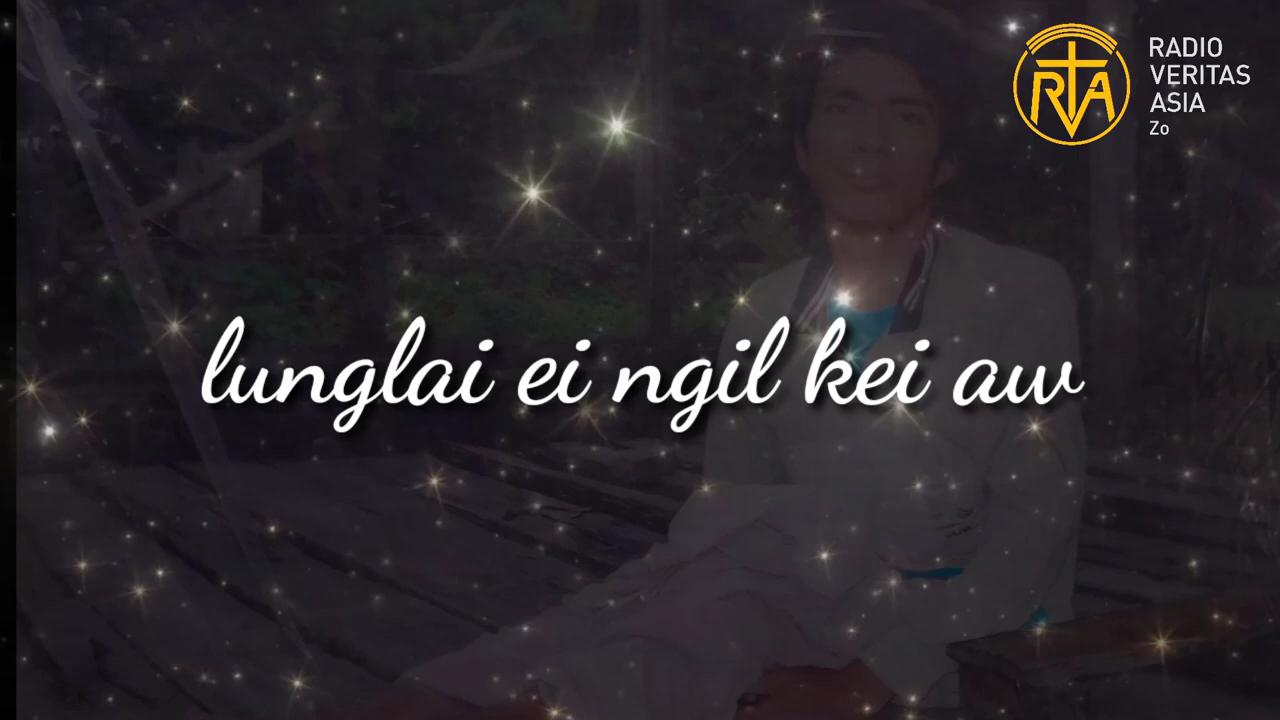 RTA
RADIO
VERITAS
ASIA
Zo
lunglai ei ngil kei aw